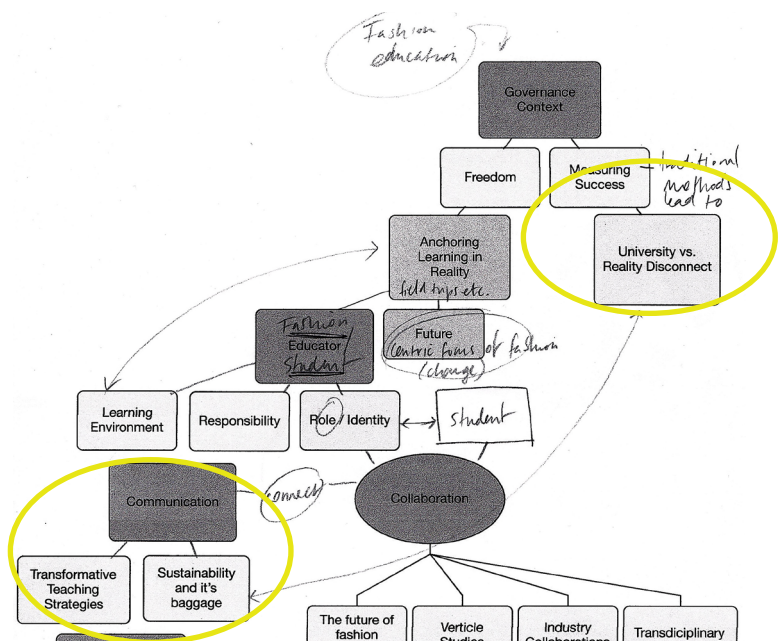 Fashion
education
Governance
Context
Freedom
Measuring
Success
traditional
methods
lead to
Anchoring
Learning in
Reality
field trips etc.
University vs.
Reality Disconnect
Fashion
Educator
Student
Future
Centric focus of fashion
(change)
Learning
Environment
Responsibility
Role / Identity
Student
Communication
connect
Collaboration
Transformative
Teaching
Strategies
Sustainability
and it's
baggage
The future of
fashion
Verticle
Studies
Industry
Collaborations
Transdiciplinary